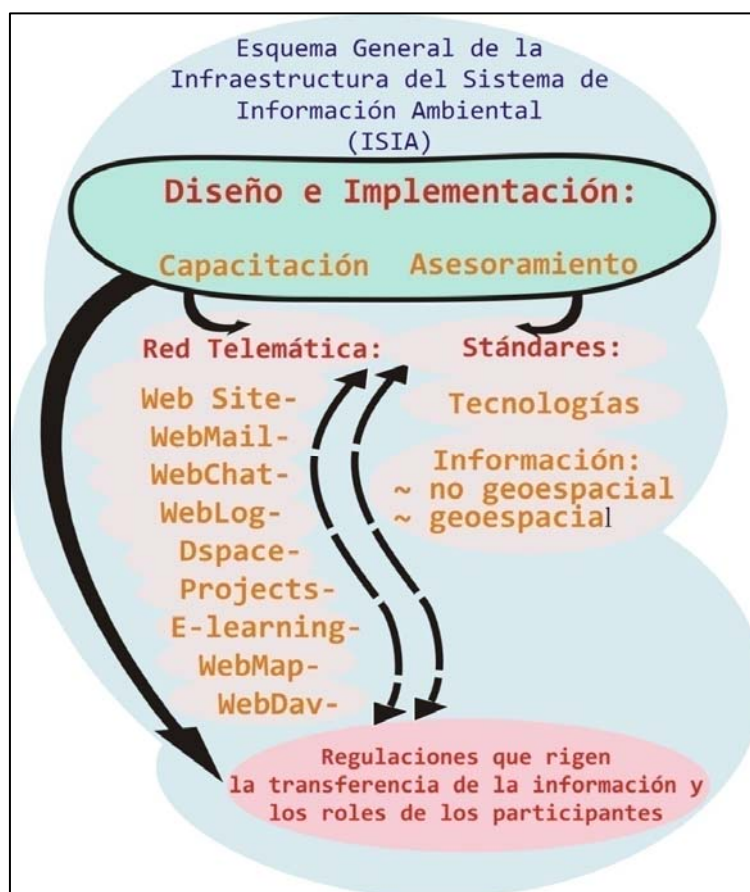 Esquema General de la
Infraestructura del Sistema de
Información Ambiental
(ISIA)
Diseño e Implementación:
Capacitación
Asesoramiento
Red Telemática:
Web Site-
WebMail-
WebChat-
WebLog-
Dspace-
Projects-
E-learning-
WebMap-
WebDav-
Stándares:
Tecnologías
Información:
~ no geoespacial
~ geoespacial
Regulaciones que rigen
la transferencia de la información y
los roles de los participantes